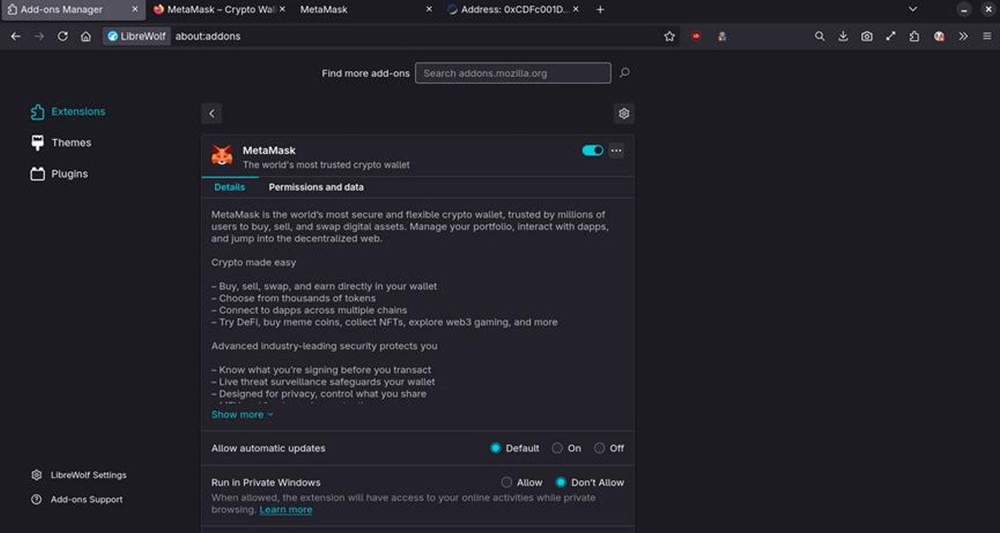 Add-ons Manager
MetaMask – Crypto Wal
MetaMask
Address: 0xCDFc001D...
LibreWolf about:addons
Find more add-ons Search addons.mozilla.org
Extensions
Themes
Plugins
MetaMask
The world's most trusted crypto wallet
Details Permissions and data
MetaMask is the world's most secure and flexible crypto wallet, trusted by millions of
users to buy, sell, and swap digital assets. Manage your portfolio, interact with dapps,
and jump into the decentralized web.
Crypto made easy
– Buy, sell, swap, and earn directly in your wallet
– Choose from thousands of tokens
– Connect to dapps across multiple chains
– Try DeFi, buy meme coins, collect NFTs, explore web3 gaming, and more
Advanced industry-leading security protects you
– Know what you're signing before you transact
– Live threat surveillance safeguards your wallet
– Designed for privacy, control what you share
Show more
Allow automatic updates Default On Off
Run in Private Windows Allow Don't Allow
When allowed, the extension will have access to your online activities while private
browsing. Learn more
LibreWolf Settings
Add-ons Support